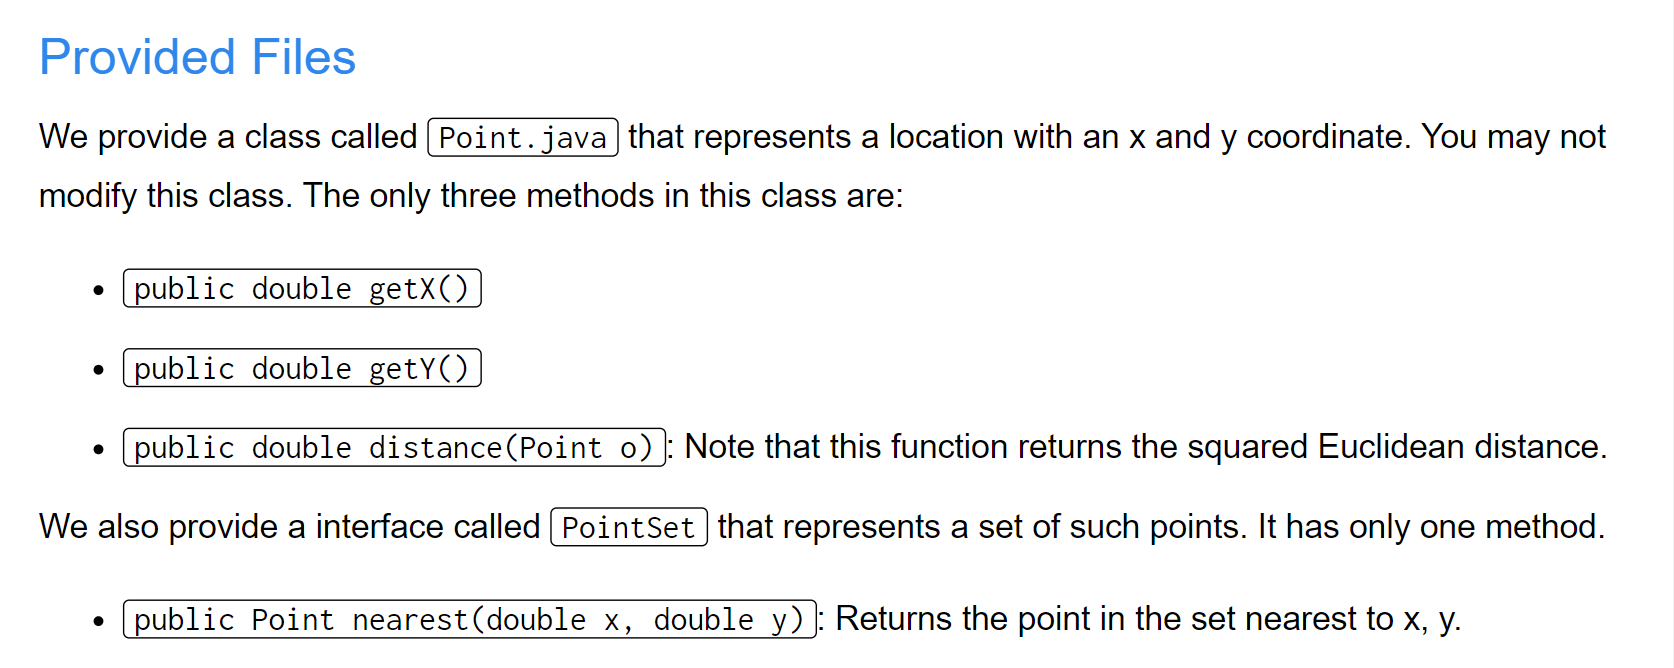 Provided Files
We provide a class called Point.java that represents a location with an x and y coordinate. You may not
modify this class. The only three methods in this class are:
• public double getX()
• public double getY()
• public double distance(Point o): Note that this function returns the squared Euclidean distance.
We also provide a interface called PointSet that represents a set of such points. It has only one method.
• public Point nearest(double x, double y): Returns the point in the set nearest to x, y.